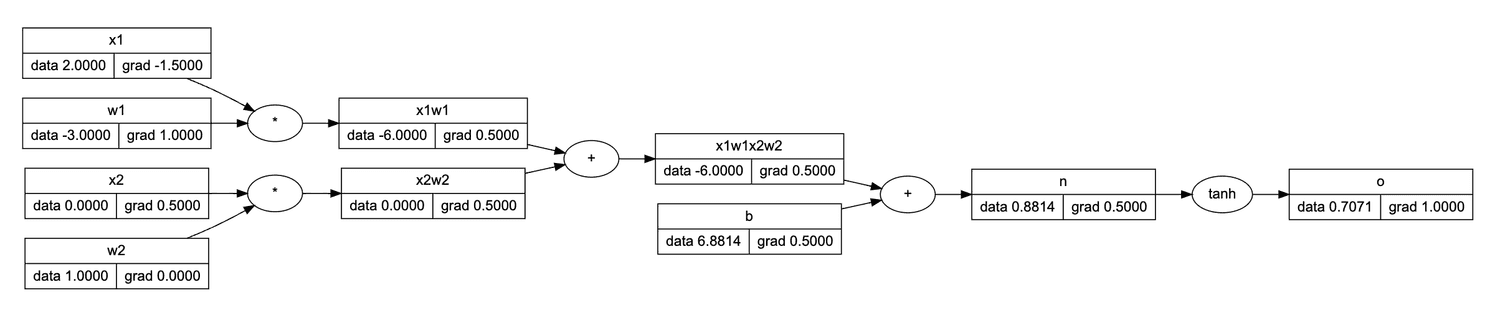 x1
data 2.0000 grad -1.5000
w1
data -3.0000 grad 1.0000
*
x1w1
data -6.0000 grad 0.5000
x2
data 0.0000 grad 0.5000
*
x2w2
data 0.0000 grad 0.5000
w2
data 1.0000 grad 0.0000
+
x1w1x2w2
data -6.0000 grad 0.5000
b
data 6.8814 grad 0.5000
+
n
data 0.8814 grad 0.5000
tanh
o
data 0.7071 grad 1.0000